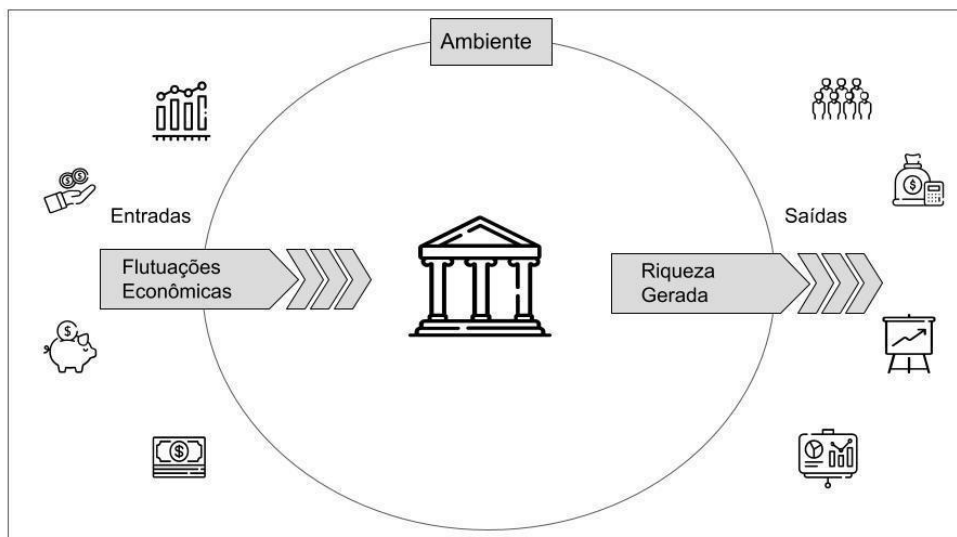 Ambiente
Entradas
Flutuações
Econômicas
Saídas
Riqueza
Gerada